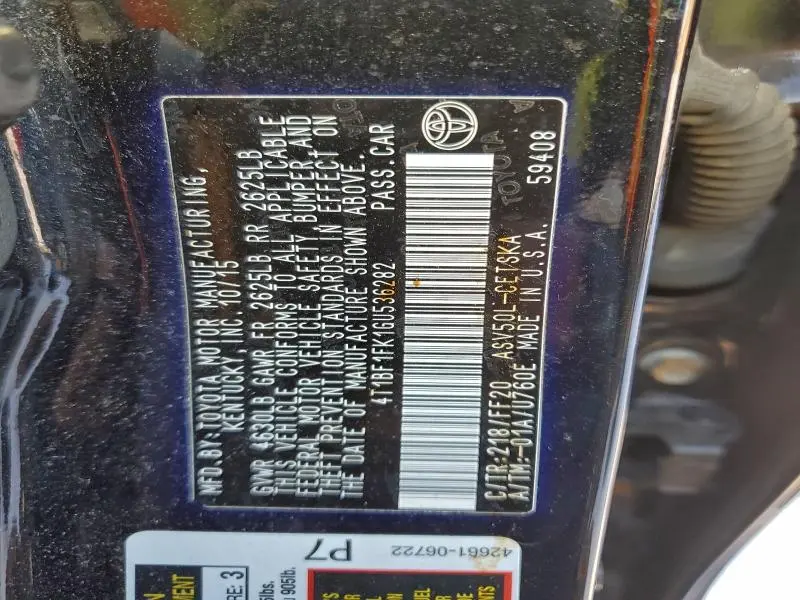 MFD.BY:TOYOTA MOTOR MANUFACTURING,
KENTUCKY, INC. 10/15
GVWR 4630LB GAWR FR 2625LB RR 2625LB
THIS VEHICLE CONFORMS TO ALL APPLICABLE
FEDERAL MOTOR VEHICLE SAFETY, BUMPER, AND
THEFT PREVENTION STANDARDS IN EFFECT ON
THE DATE OF MANUFACTURE SHOWN ABOVE.
4T1BF1FK1GU536282 PASS.CAR
C/TR:218/FF20 ASV50L-CETSKA
A/TM:-01A/U760E MADE IN U.S.A. 59408
TOYOTA
P7
42661-06722
RE: 3
905lb.